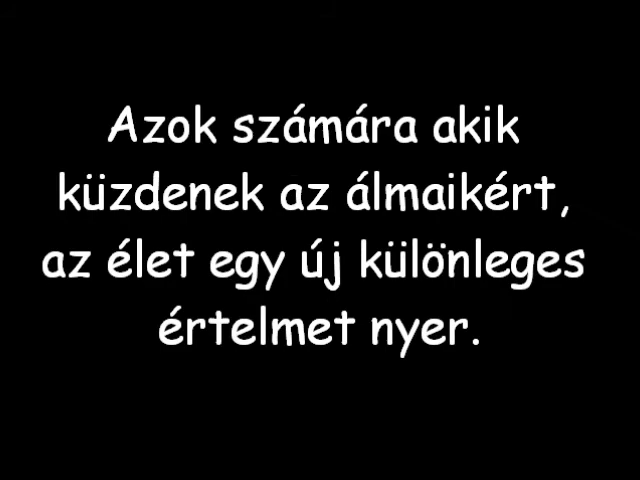 Azok számára akik
küzdenek az álmaikért,
az élet egy új különleges
értelmet nyer.